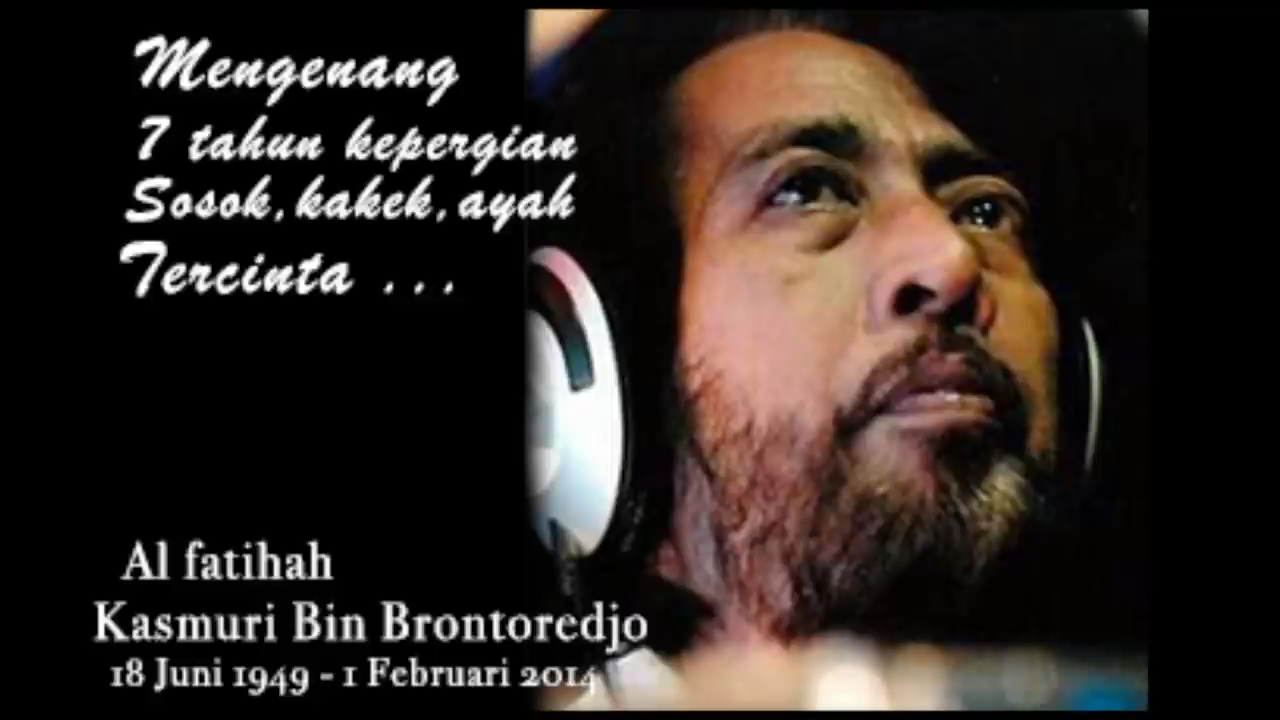 Mengenang
7 tahun kepergian
Sosok, kakek, ayah
Tercinta ...
Al fatihah
Kasmuri Bin Brontoredjo
18 Juni 1949 - 1 Februari 2014